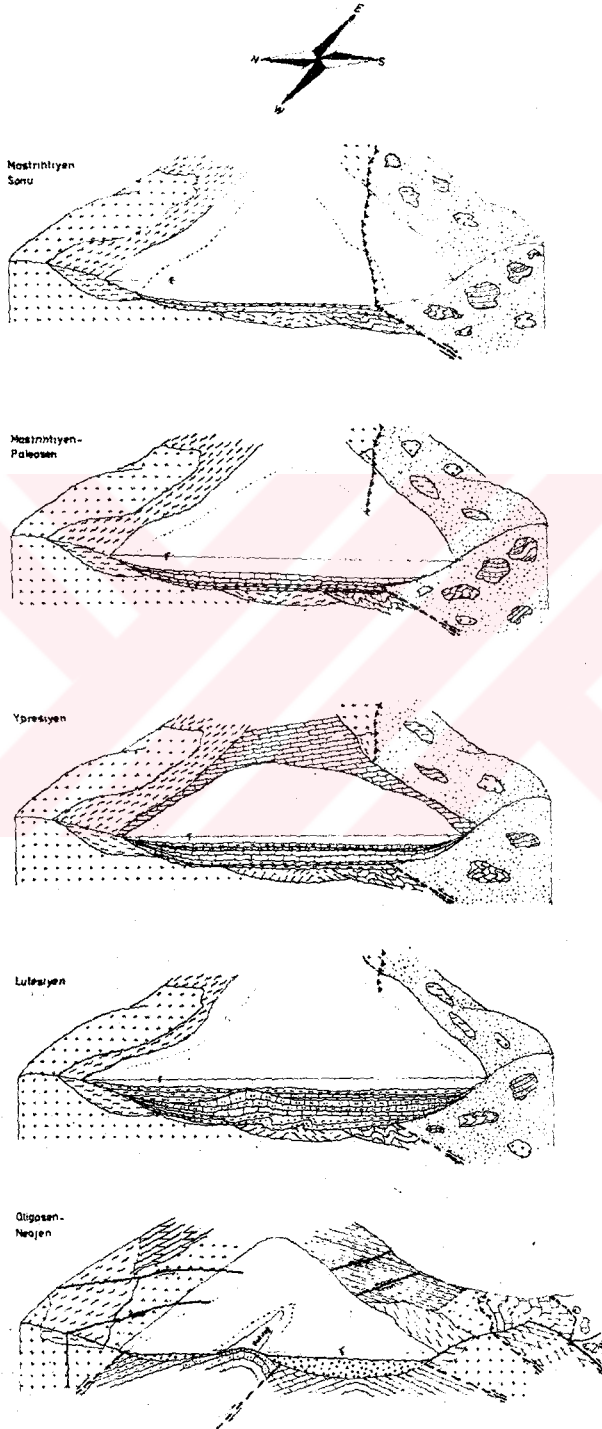 E
N
S
W
Mastrihtiyen
Sonu
Mastrihtiyen-
Paleosen
Ypresiyen
Lutesiyen
Oligosen-
Neojen